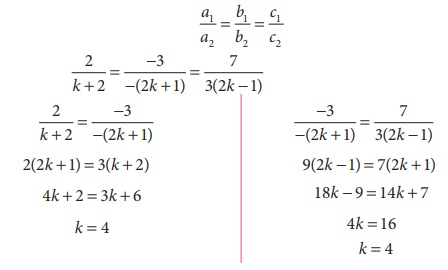 a₁/a₂ = b₁/b₂ = c₁/c₂
2/(k+2) = −3/−(2k+1) = 7/3(2k−1)
2/(k+2) = −3/−(2k+1)
2(2k+1)=3(k+2)
4k+2=3k+6
k=4
−3/−(2k+1) = 7/3(2k−1)
9(2k−1)=7(2k+1)
18k−9=14k+7
4k=16
k=4